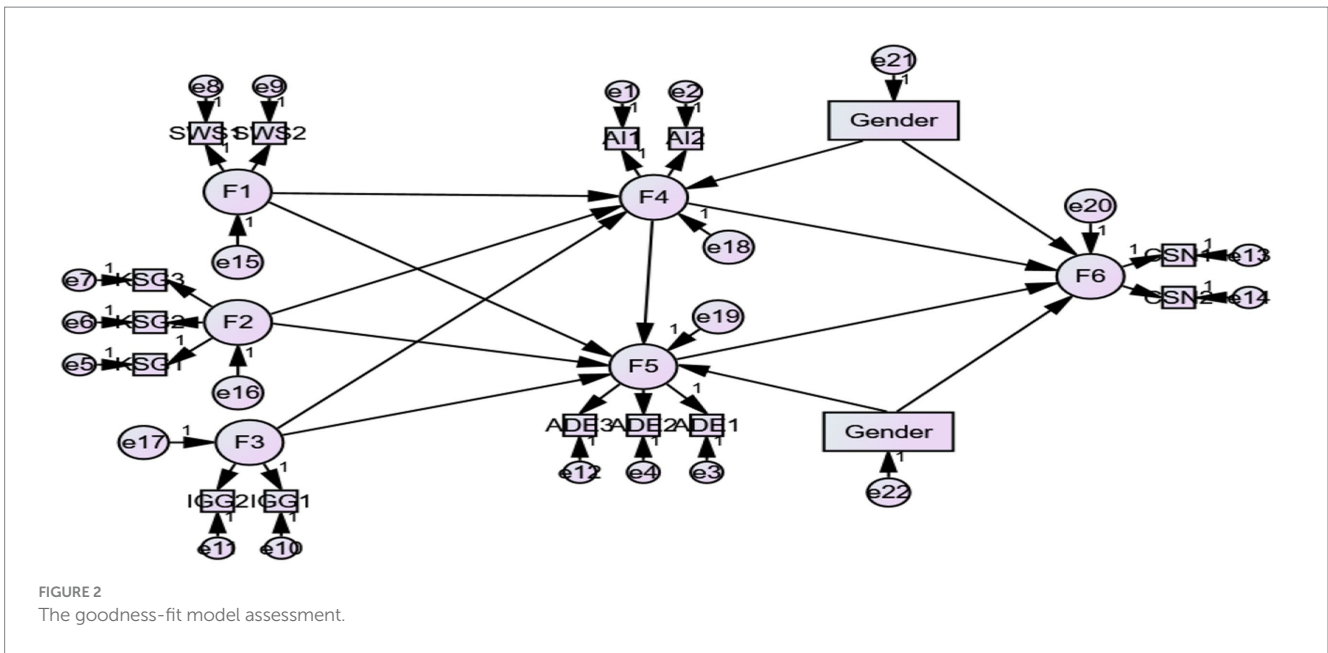 e21
e8 e9
e1 e2
1 1
1 1
1
Gender
SWS1 SWS2
AI1 AI2
1
1
F1
F4
e20
1
1
e18
1
1 CSN1 1 e13
e15
F6
e7 1 KSG3
CSN2 1 e14
e6 1 KSG2
F2
e19
1
e5 1 KSG1
1
F5
e16
1
ADE3 ADE2 ADE1
Gender
e17 1
F3
1 1 1
1
1
e12 e4 e3
e22
IGG2 IGG1
1 1
e11 e10
FIGURE 2
The goodness-fit model assessment.